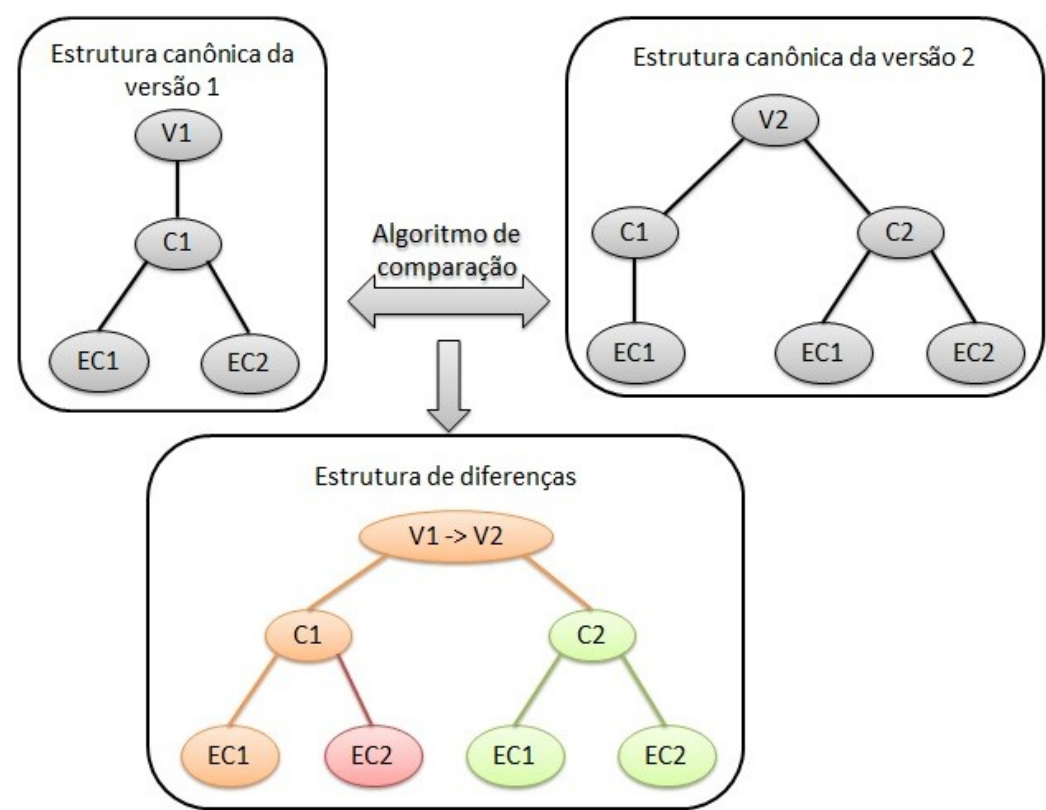 Estrutura canônica da
versão 1
V1
C1
EC1 EC2
Estrutura canônica da versão 2
V2
C1 C2
EC1 EC1 EC2
Algoritmo de
comparação
Estrutura de diferenças
V1 -> V2
C1 C2
EC1 EC2 EC1 EC2